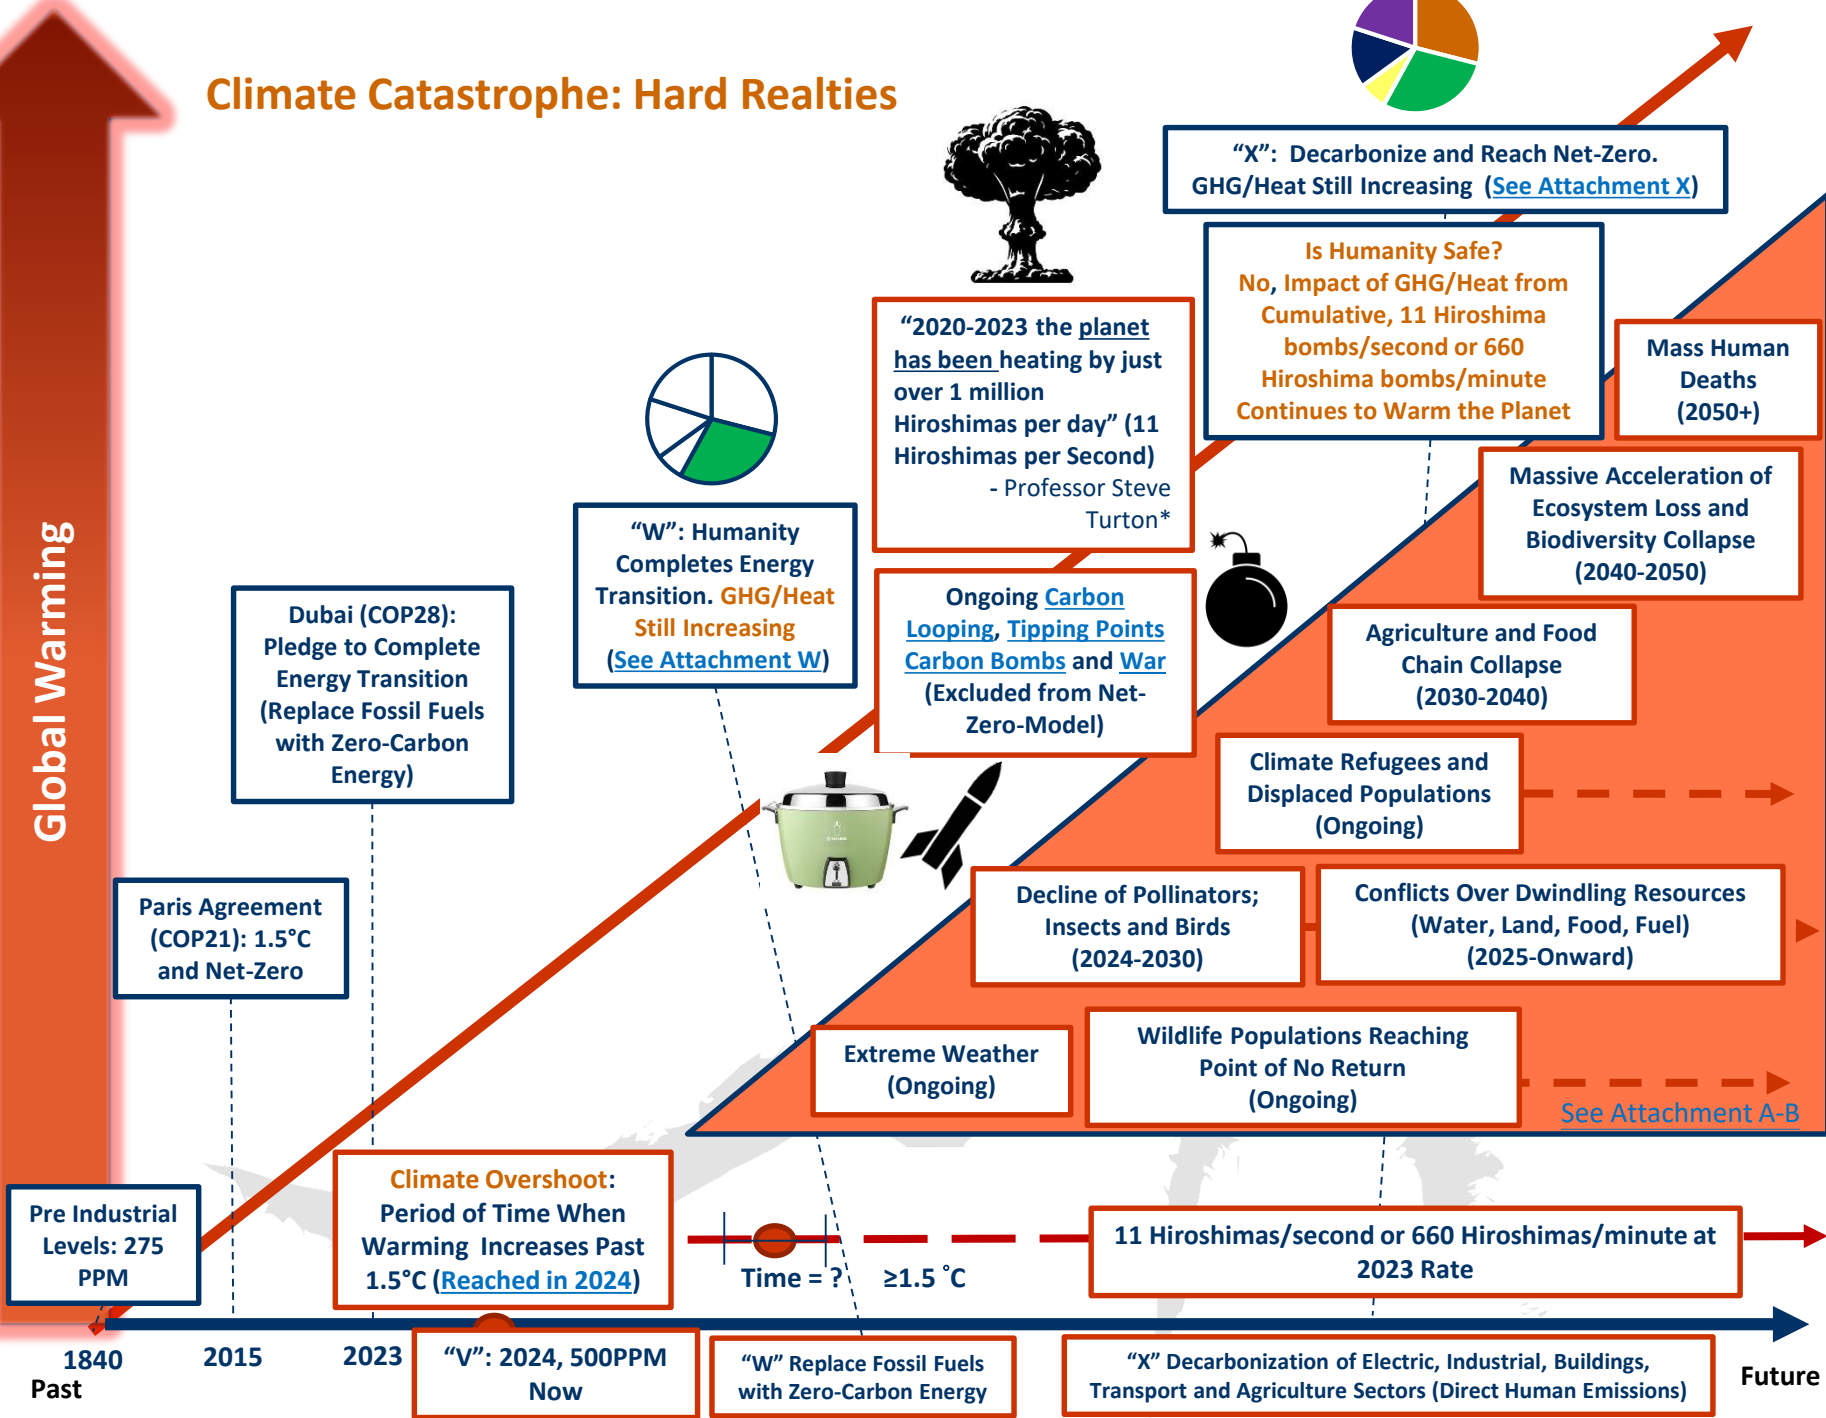 Climate Catastrophe: Hard Realties
Global Warming
“X”: Decarbonize and Reach Net-Zero.
GHG/Heat Still Increasing (See Attachment X)
Is Humanity Safe?
No, Impact of GHG/Heat from
Cumulative, 11 Hiroshima
bombs/second or 660
Hiroshima bombs/minute
Continues to Warm the Planet
“2020-2023 the planet
has been heating by just
over 1 million
Hiroshimas per day” (11
Hiroshimas per Second)
- Professor Steve
Turton*
Mass Human
Deaths
(2050+)
Massive Acceleration of
Ecosystem Loss and
Biodiversity Collapse
(2040-2050)
“W”: Humanity
Completes Energy
Transition. GHG/Heat
Still Increasing
(See Attachment W)
Ongoing Carbon
Looping, Tipping Points
Carbon Bombs and War
(Excluded from Net-
Zero-Model)
Dubai (COP28):
Pledge to Complete
Energy Transition
(Replace Fossil Fuels
with Zero-Carbon
Energy)
Agriculture and Food
Chain Collapse
(2030-2040)
Climate Refugees and
Displaced Populations
(Ongoing)
Paris Agreement
(COP21): 1.5°C
and Net-Zero
Decline of Pollinators;
Insects and Birds
(2024-2030)
Conflicts Over Dwindling Resources
(Water, Land, Food, Fuel)
(2025-Onward)
Extreme Weather
(Ongoing)
Wildlife Populations Reaching
Point of No Return
(Ongoing)
See Attachment A-B
Pre Industrial
Levels: 275
PPM
Climate Overshoot:
Period of Time When
Warming Increases Past
1.5°C (Reached in 2024)
Time = ?
≥1.5 °C
11 Hiroshimas/second or 660 Hiroshimas/minute at
2023 Rate
1840
Past
2015
2023
“V”: 2024, 500PPM
Now
“W” Replace Fossil Fuels
with Zero-Carbon Energy
“X” Decarbonization of Electric, Industrial, Buildings,
Transport and Agriculture Sectors (Direct Human Emissions)
Future